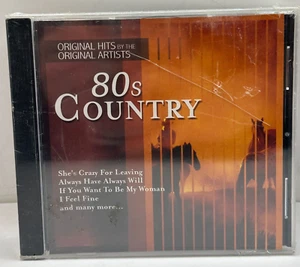 ORIGINAL HITS BY THE
ORIGINAL ARTISTS
80s
COUNTRY
She's Crazy For Leaving
Always Have Always Will
If You Want To Be My Woman
I Feel Fine
and many more...